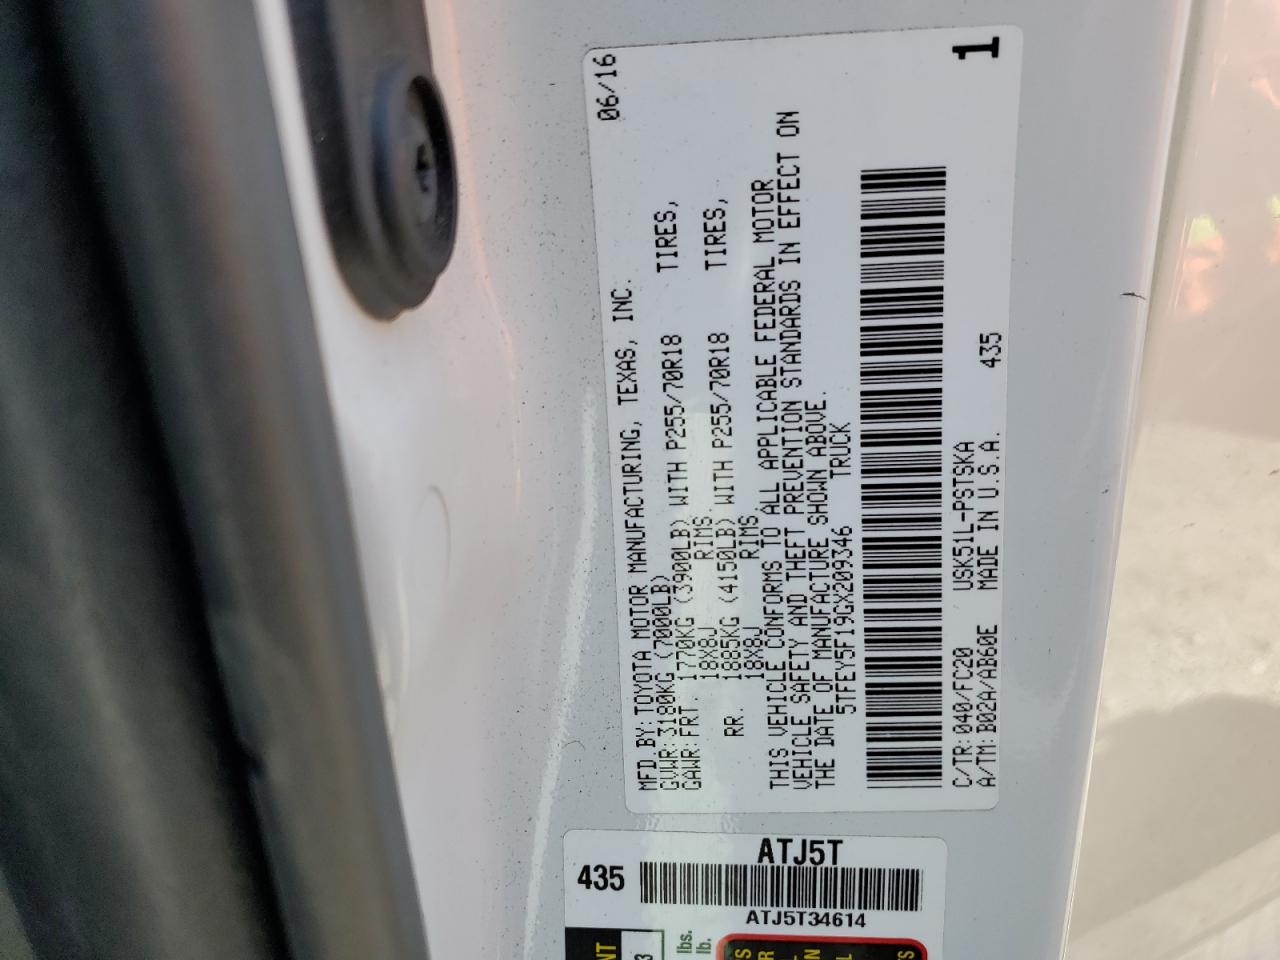 MFD.BY:TOYOTA MOTOR MANUFACTURING, TEXAS, INC. 06/16
GVWR:3180KG (7000LB)
GAWR:FRT. 1770KG (3900LB) WITH P255/70R18 TIRES,
18X8J RIMS
RR. 1885KG (4150LB) WITH P255/70R18 TIRES,
18X8J RIMS
THIS VEHICLE CONFORMS TO ALL APPLICABLE FEDERAL MOTOR
VEHICLE SAFETY AND THEFT PREVENTION STANDARDS IN EFFECT ON
THE DATE OF MANUFACTURE SHOWN ABOVE.
5TFEY5F19GX209346 TRUCK
C/TR:040/FC20 USK51L-PSTSKA
A/TM:B02A/AB60E MADE IN U.S.A. 435
1
ATJ5T
435
ATJ5T34614
lbs.
lb.